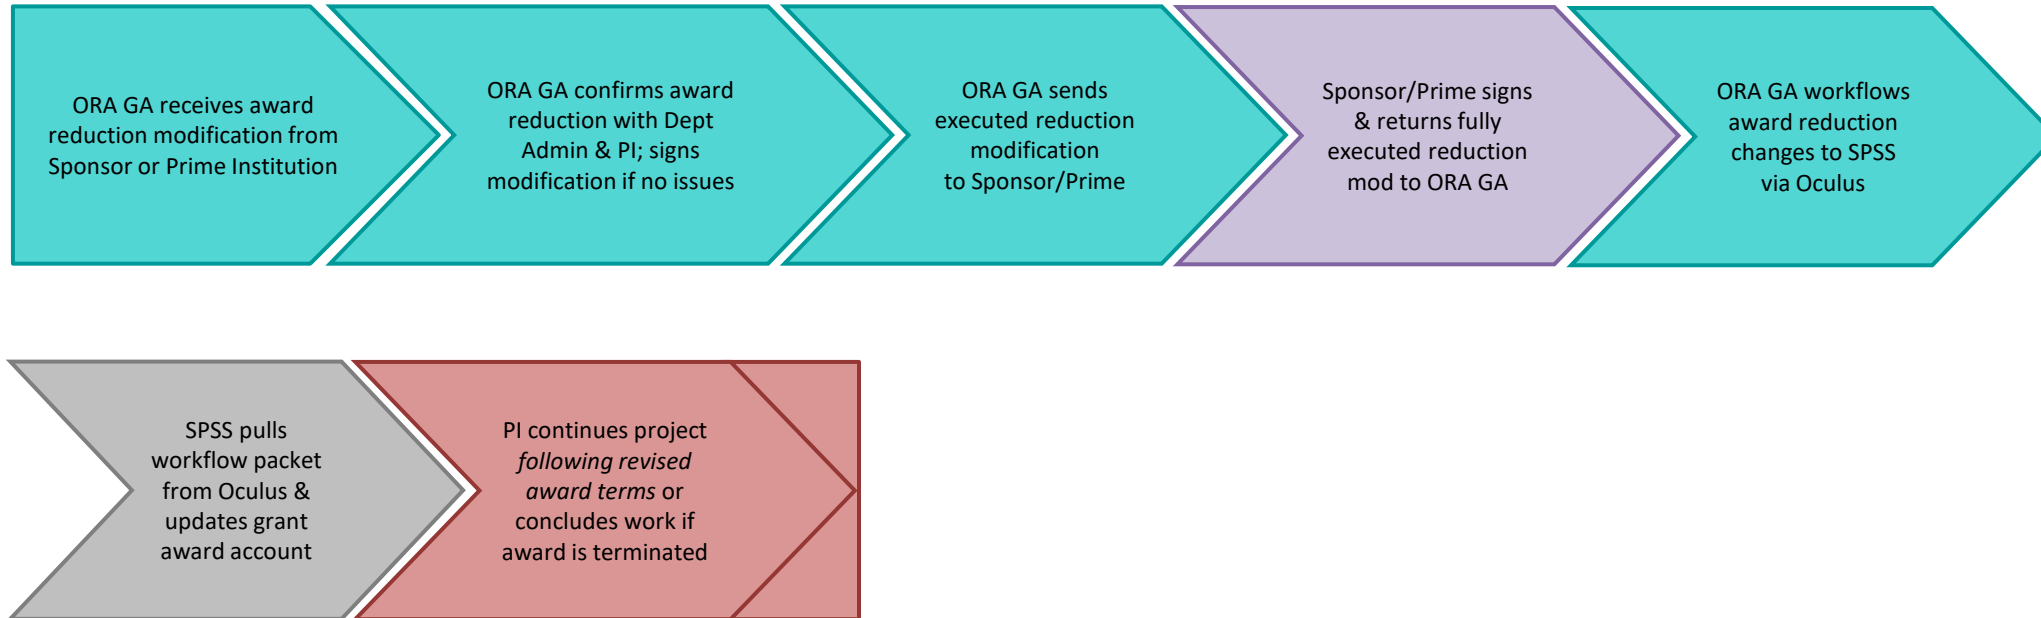 ORA GA receives award
reduction modification from
Sponsor or Prime Institution
ORA GA confirms award
reduction with Dept
Admin & PI; signs
modification if no issues
ORA GA sends
executed reduction
modification
to Sponsor/Prime
Sponsor/Prime signs
& returns fully
executed reduction
mod to ORA GA
ORA GA workflows
award reduction
changes to SPSS
via Oculus
SPSS pulls
workflow packet
from Oculus &
updates grant
award account
PI continues project
following revised
award terms or
concludes work if
award is terminated